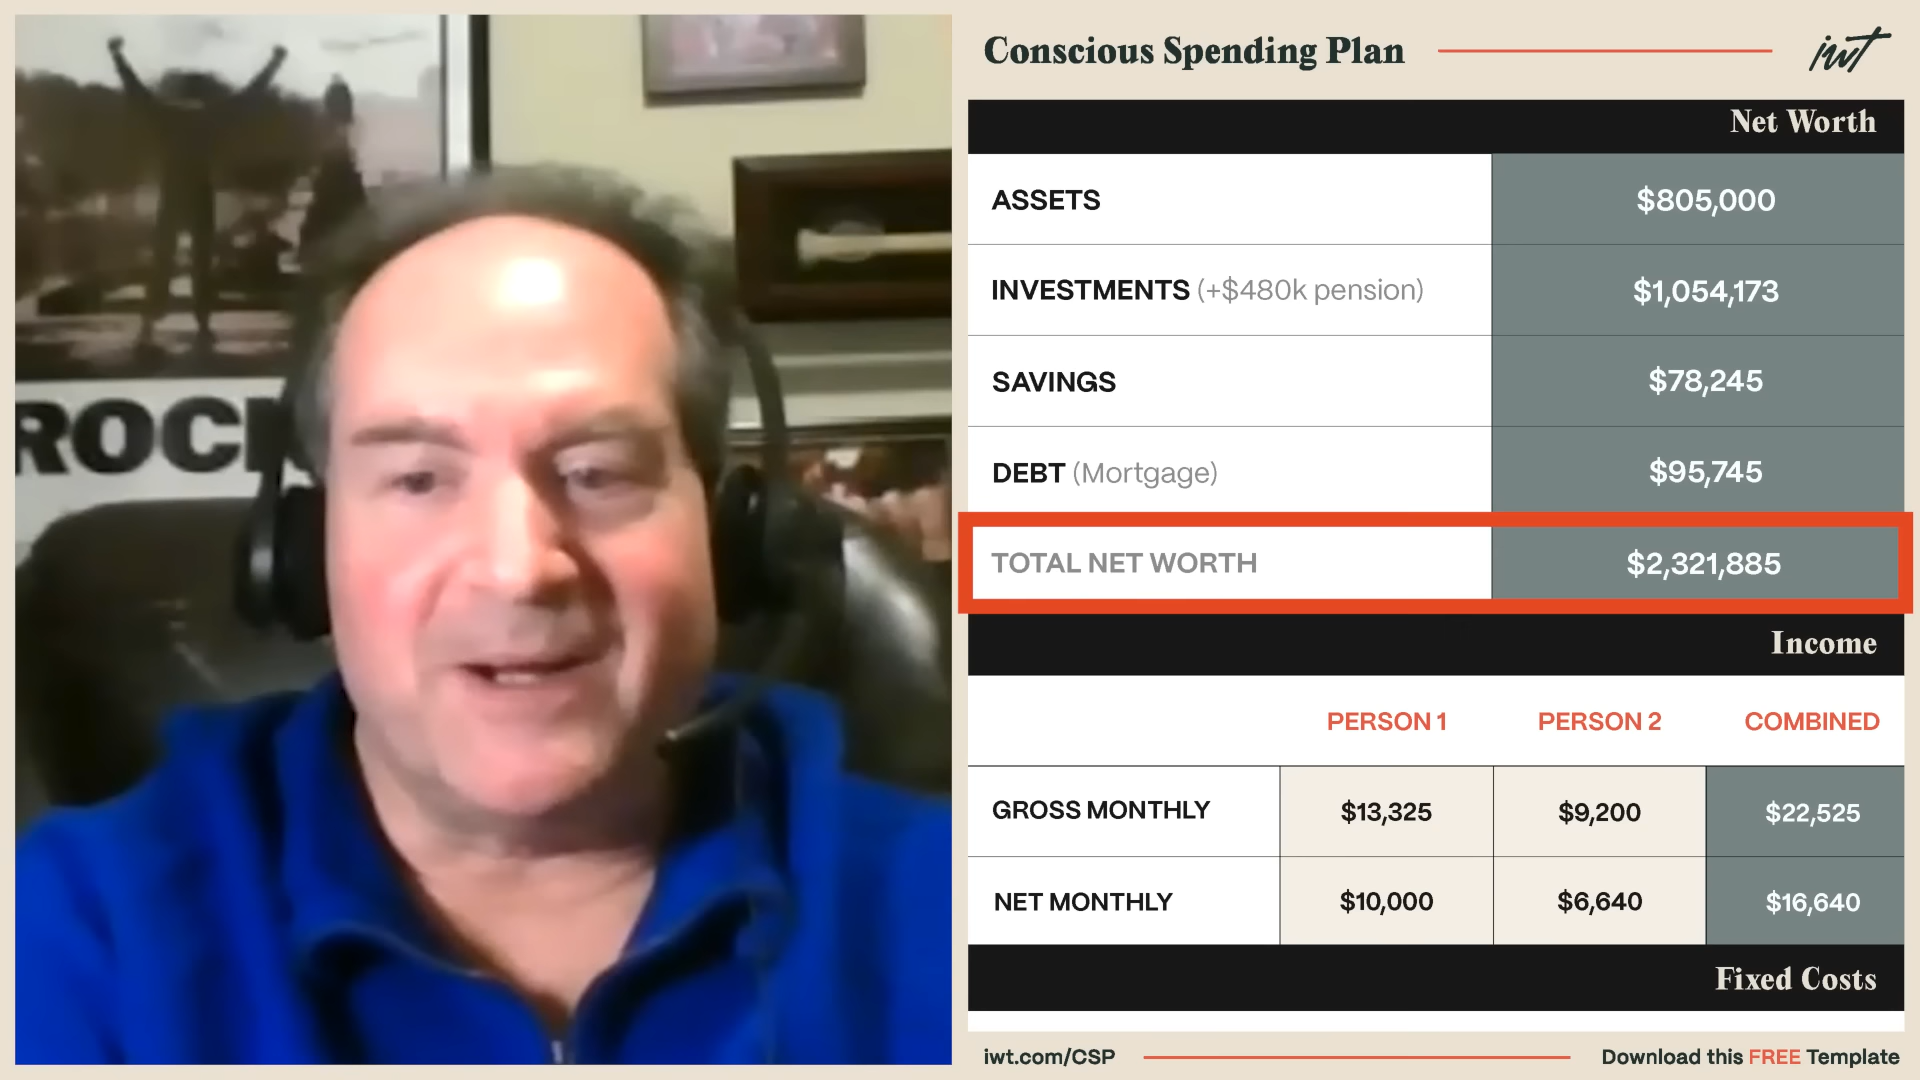 ROCK
Conscious Spending Plan
iwt
Net Worth
ASSETS $805,000
INVESTMENTS (+$480k pension) $1,054,173
SAVINGS $78,245
DEBT (Mortgage) $95,745
TOTAL NET WORTH $2,321,885
Income
PERSON 1 PERSON 2 COMBINED
GROSS MONTHLY $13,325 $9,200 $22,525
NET MONTHLY $10,000 $6,640 $16,640
Fixed Costs
iwt.com/CSP Download this FREE Template